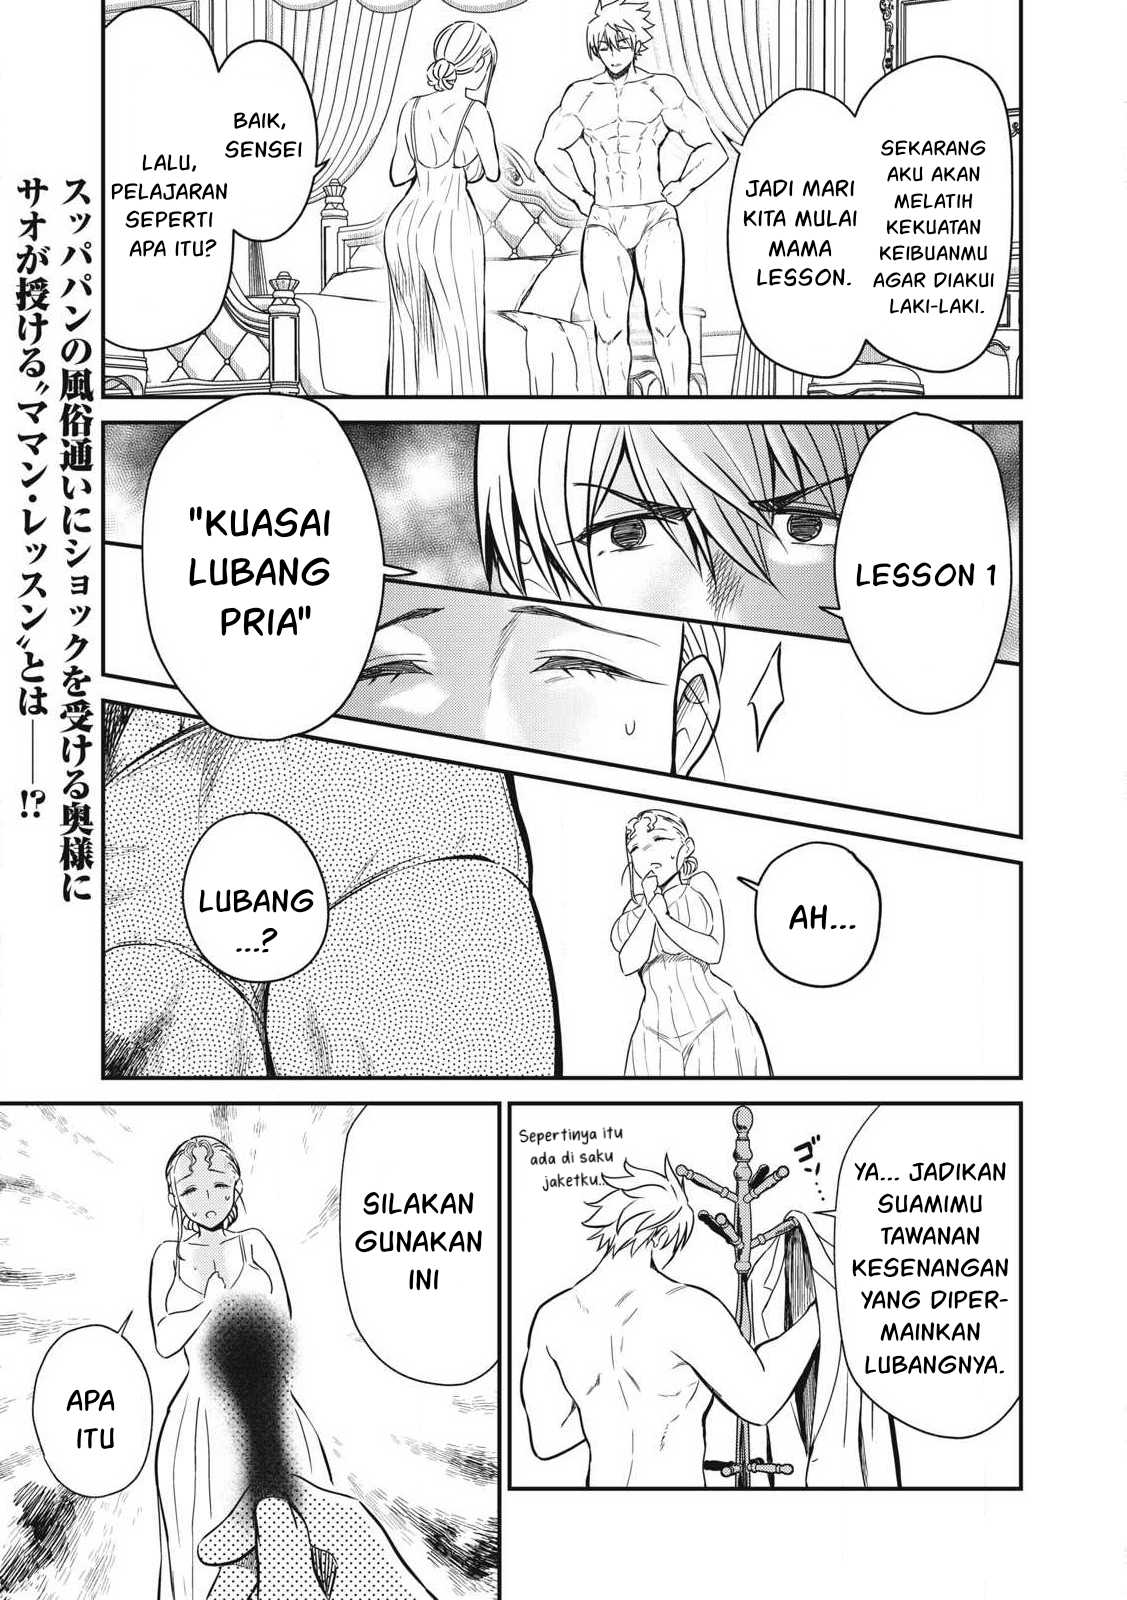 SEKARANG
AKU AKAN
MELATIH
KEKUATAN
KEIBUANMU
AGAR DIAKUI
LAKI-LAKI.
JADI MARI
KITA MULAI
MAMA
LESSON.
BAIK,
SENSEI
LALU,
PELAJARAN
SEPERTI
APA ITU?
スッパパンの風俗通いにショックを受ける奥様に
サオが授ける〝ママン・レッスン〟とは——!?
LESSON 1
"KUASAI
LUBANG
PRIA"
AH...
LUBANG
...?
YA... JADIKAN
SUAMIMU
TAWANAN
KESENANGAN
YANG DIPER-
MAINKAN
LUBANGNYA.
ゴソ
Sepertinya itu
ada di saku
jaketku..
SILAKAN
GUNAKAN
INI
APA
ITU